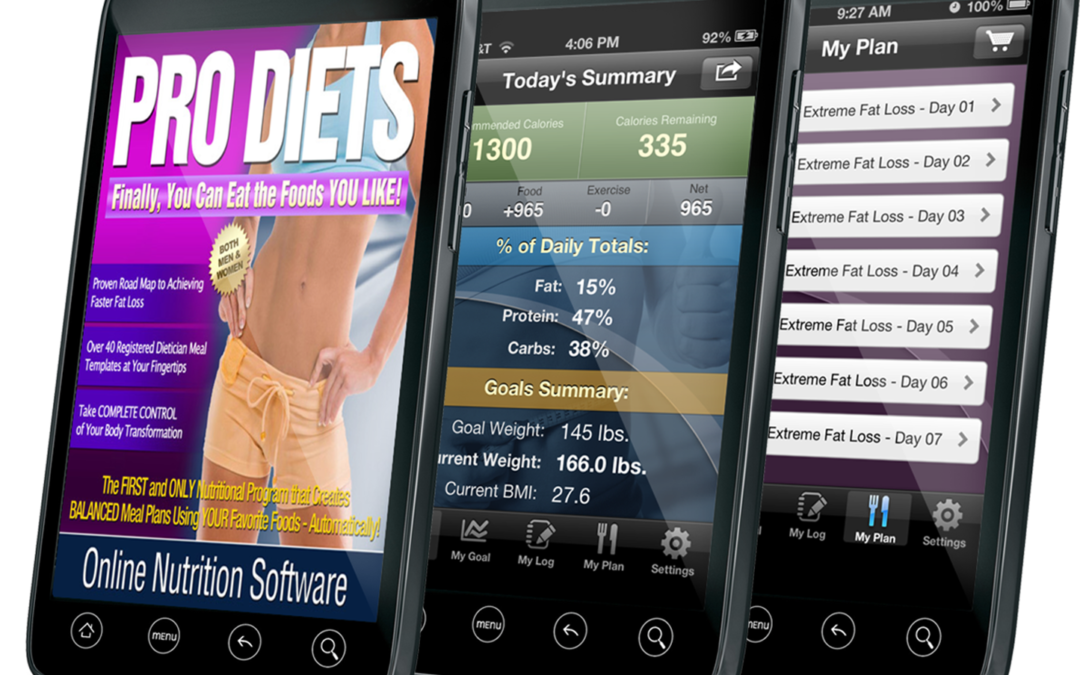 PRO DIETS
Finally, You Can Eat the Foods YOU LIKE!
BOTH
MEN &
WOMEN
Proven Road Map to Achieving
Faster Fat Loss
Over 40 Registered Dietician Meal
Templates at Your Fingertips
Take COMPLETE CONTROL
of Your Body Transformation
The FIRST and ONLY Nutritional Program that Creates
BALANCED Meal Plans Using YOUR Favorite Foods - Automatically!
Online Nutrition Software
MENU
&T 4:06 PM 92%
Today's Summary
mmended Calories Calories Remaining
1300 335
Food Exercise Net
0 +965 -0 965
% of Daily Totals:
Fat: 15%
Protein: 47%
Carbs: 38%
Goals Summary:
Goal Weight: 145 lbs.
urrent Weight: 166.0 lbs.
Current BMI: 27.6
My Goal My Log My Plan Settings
MENU
9:27 AM 100%
My Plan
Extreme Fat Loss - Day 01
Extreme Fat Loss - Day 02
Extreme Fat Loss - Day 03
Extreme Fat Loss - Day 04
Extreme Fat Loss - Day 05
Extreme Fat Loss - Day 06
Extreme Fat Loss - Day 07
My Log My Plan Settings
ENU